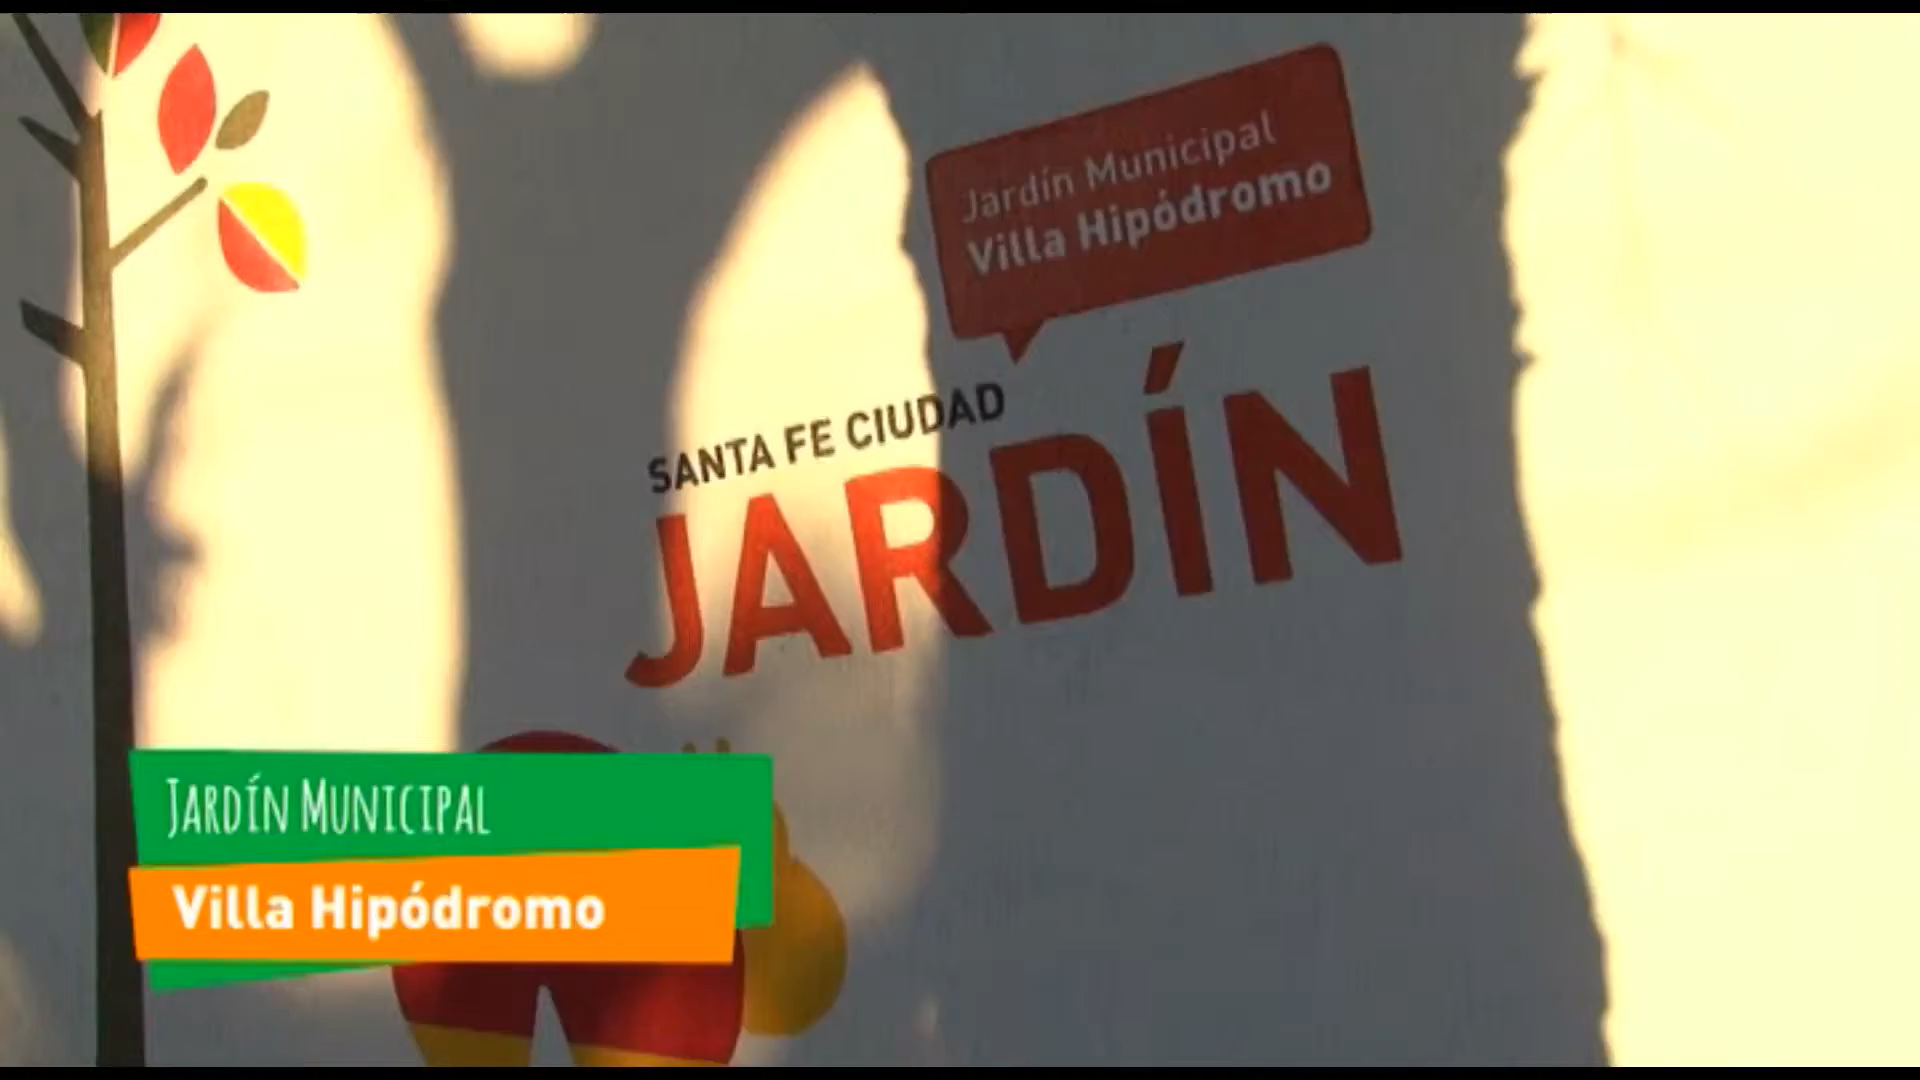 Jardín Municipal
Villa Hipódromo
SANTA FE CIUDAD
JARDÍN
JARDÍN MUNICIPAL
Villa Hipódromo